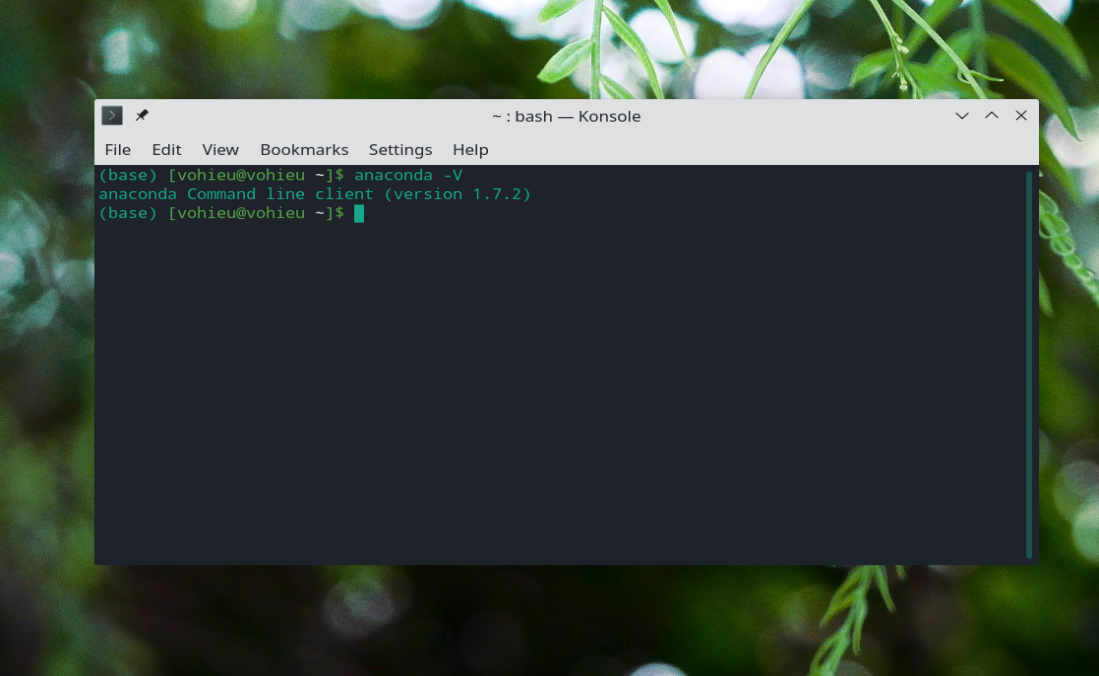 ~ : bash — Konsole
File Edit View Bookmarks Settings Help
(base) [vohieu@vohieu ~]$ anaconda -V
anaconda Command line client (version 1.7.2)
(base) [vohieu@vohieu ~]$